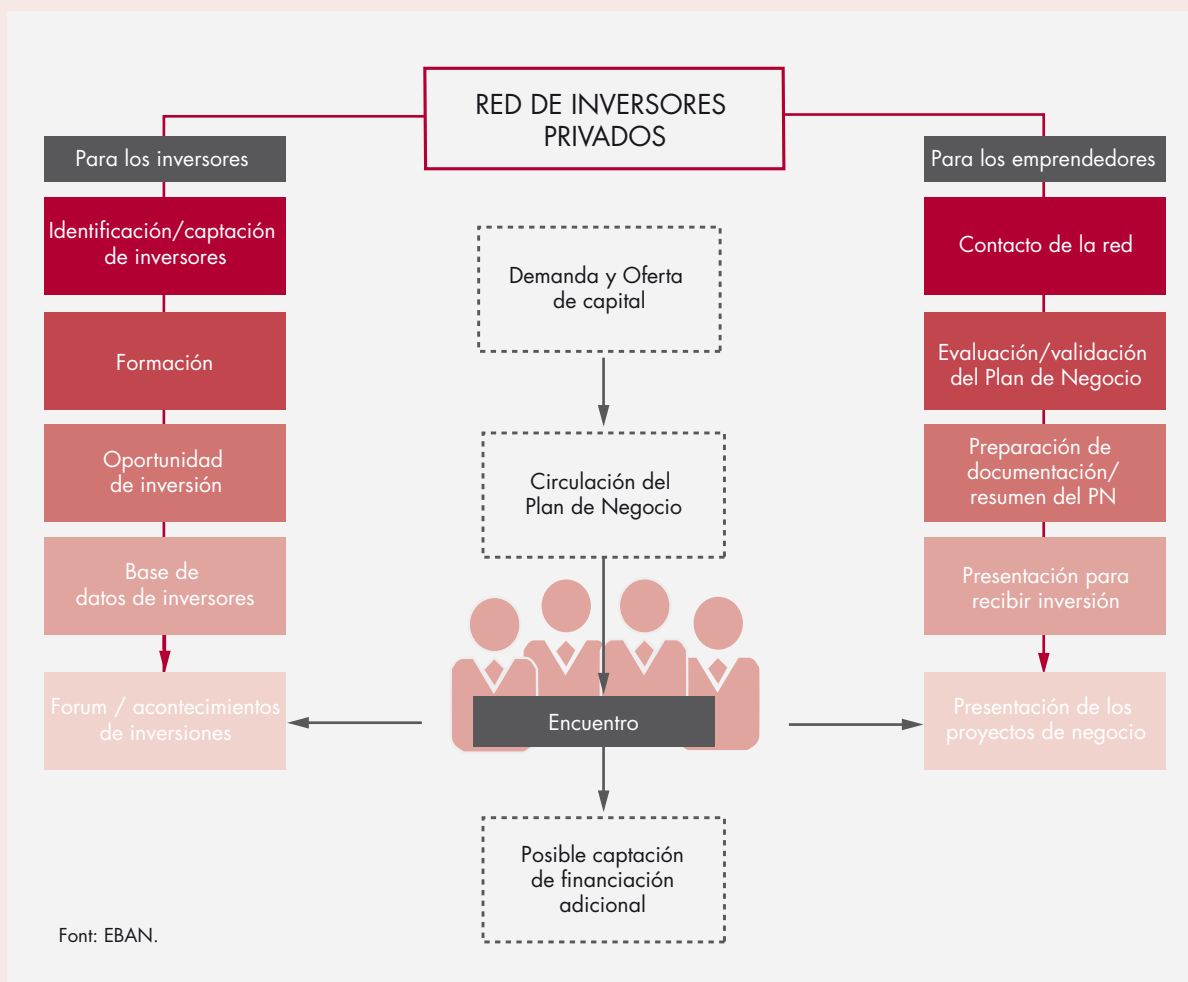 RED DE INVERSORES
PRIVADOS
Para los inversores
Identificación/captación
de inversores
Formación
Oportunidad
de inversión
Base de
datos de inversores
Forum / acontecimientos
de inversiones
Demanda y Oferta
de capital
Circulación del
Plan de Negocio
Encuentro
Posible captación
de financiación
adicional
Para los emprendedores
Contacto de la red
Evaluación/validación
del Plan de Negocio
Preparación de
documentación/
resumen del PN
Presentación para
recibir inversión
Presentación de los
proyectos de negocio
Font: EBAN.